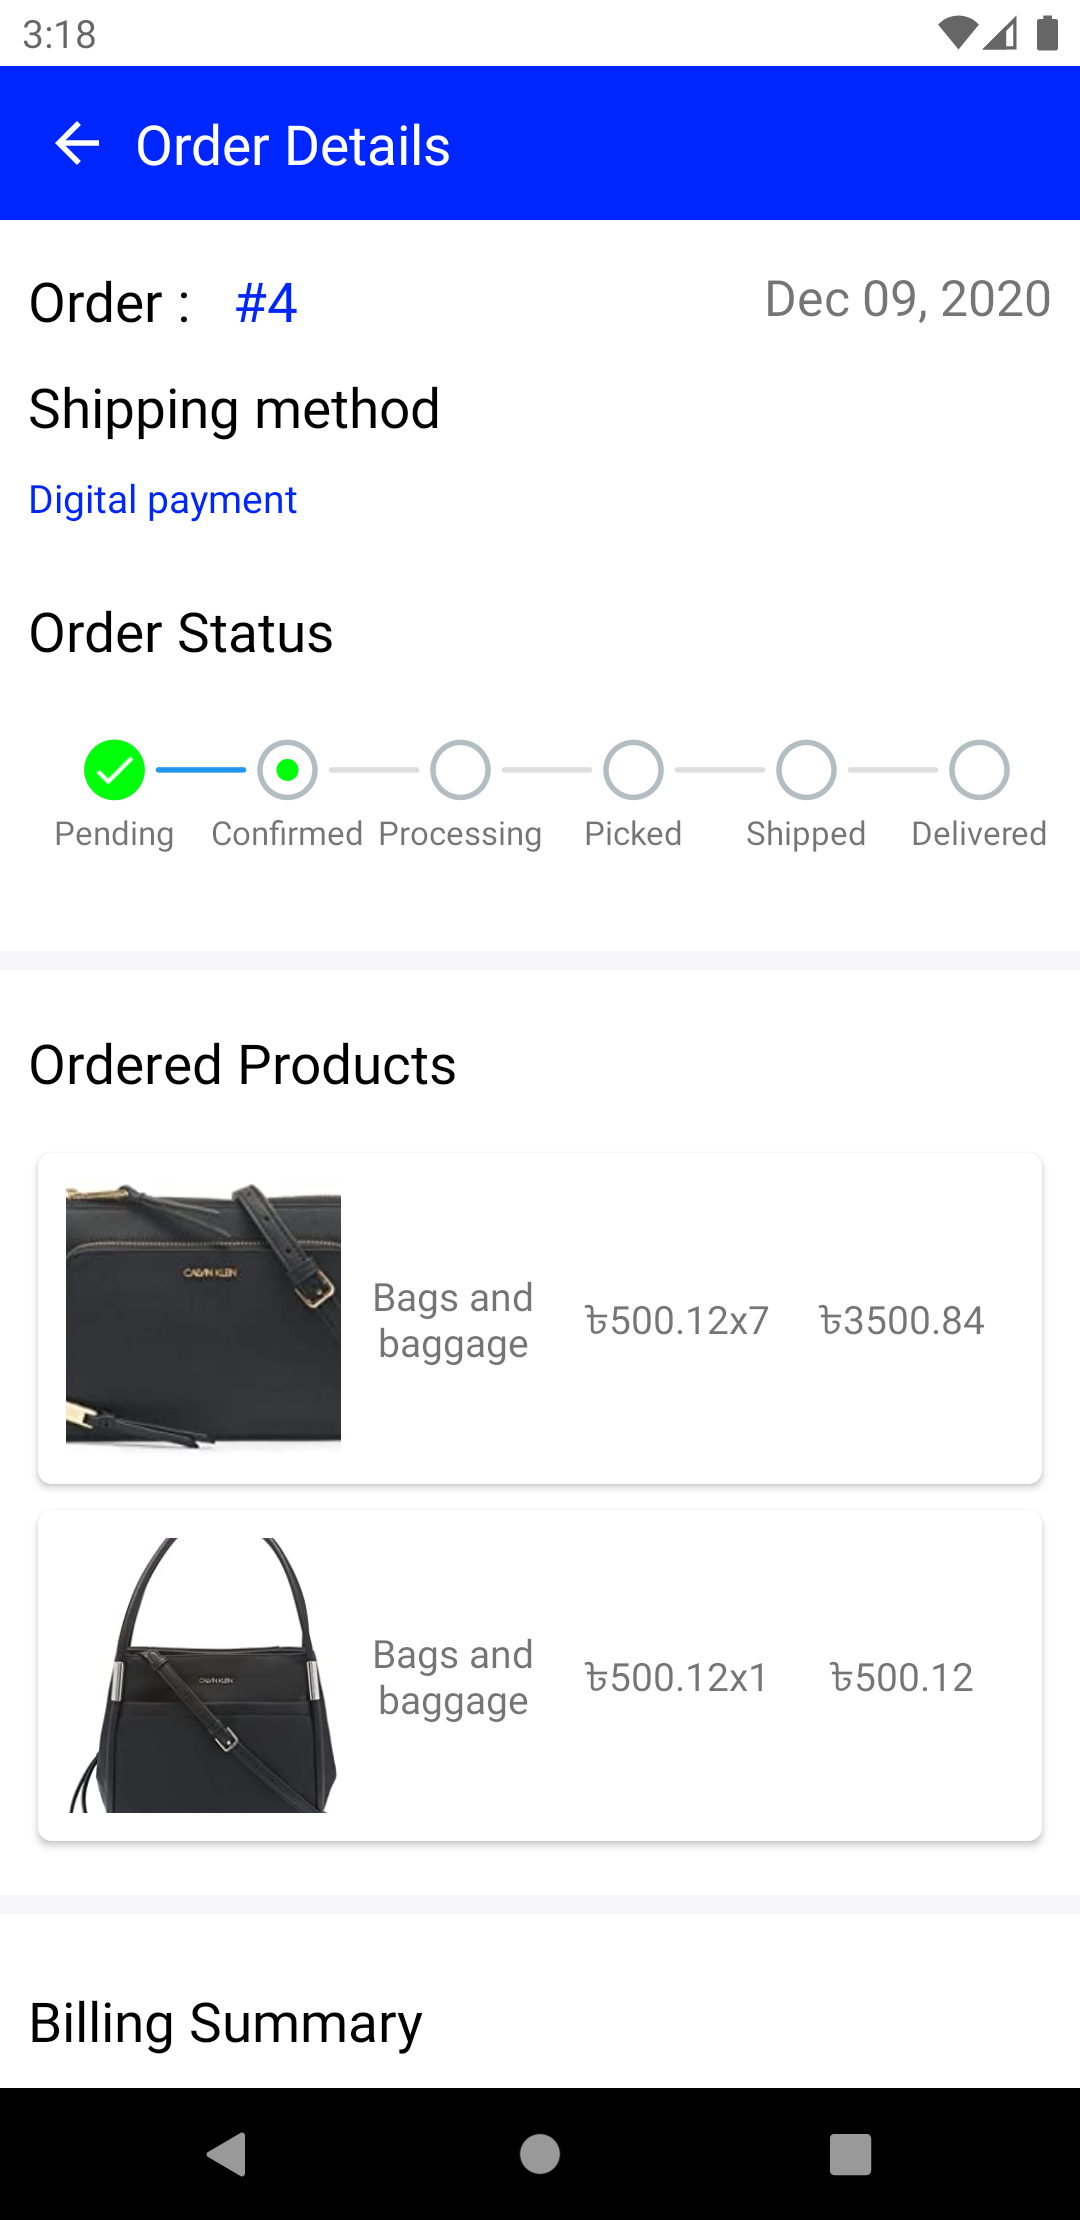 3:18
Order Details
Order : #4
Dec 09, 2020
Shipping method
Digital payment
Order Status
Pending Confirmed Processing Picked Shipped Delivered
Ordered Products
CALVIN KLEIN
Bags and
baggage
৳500.12x7
৳3500.84
CALVIN KLEIN
Bags and
baggage
৳500.12x1
৳500.12
Billing Summary